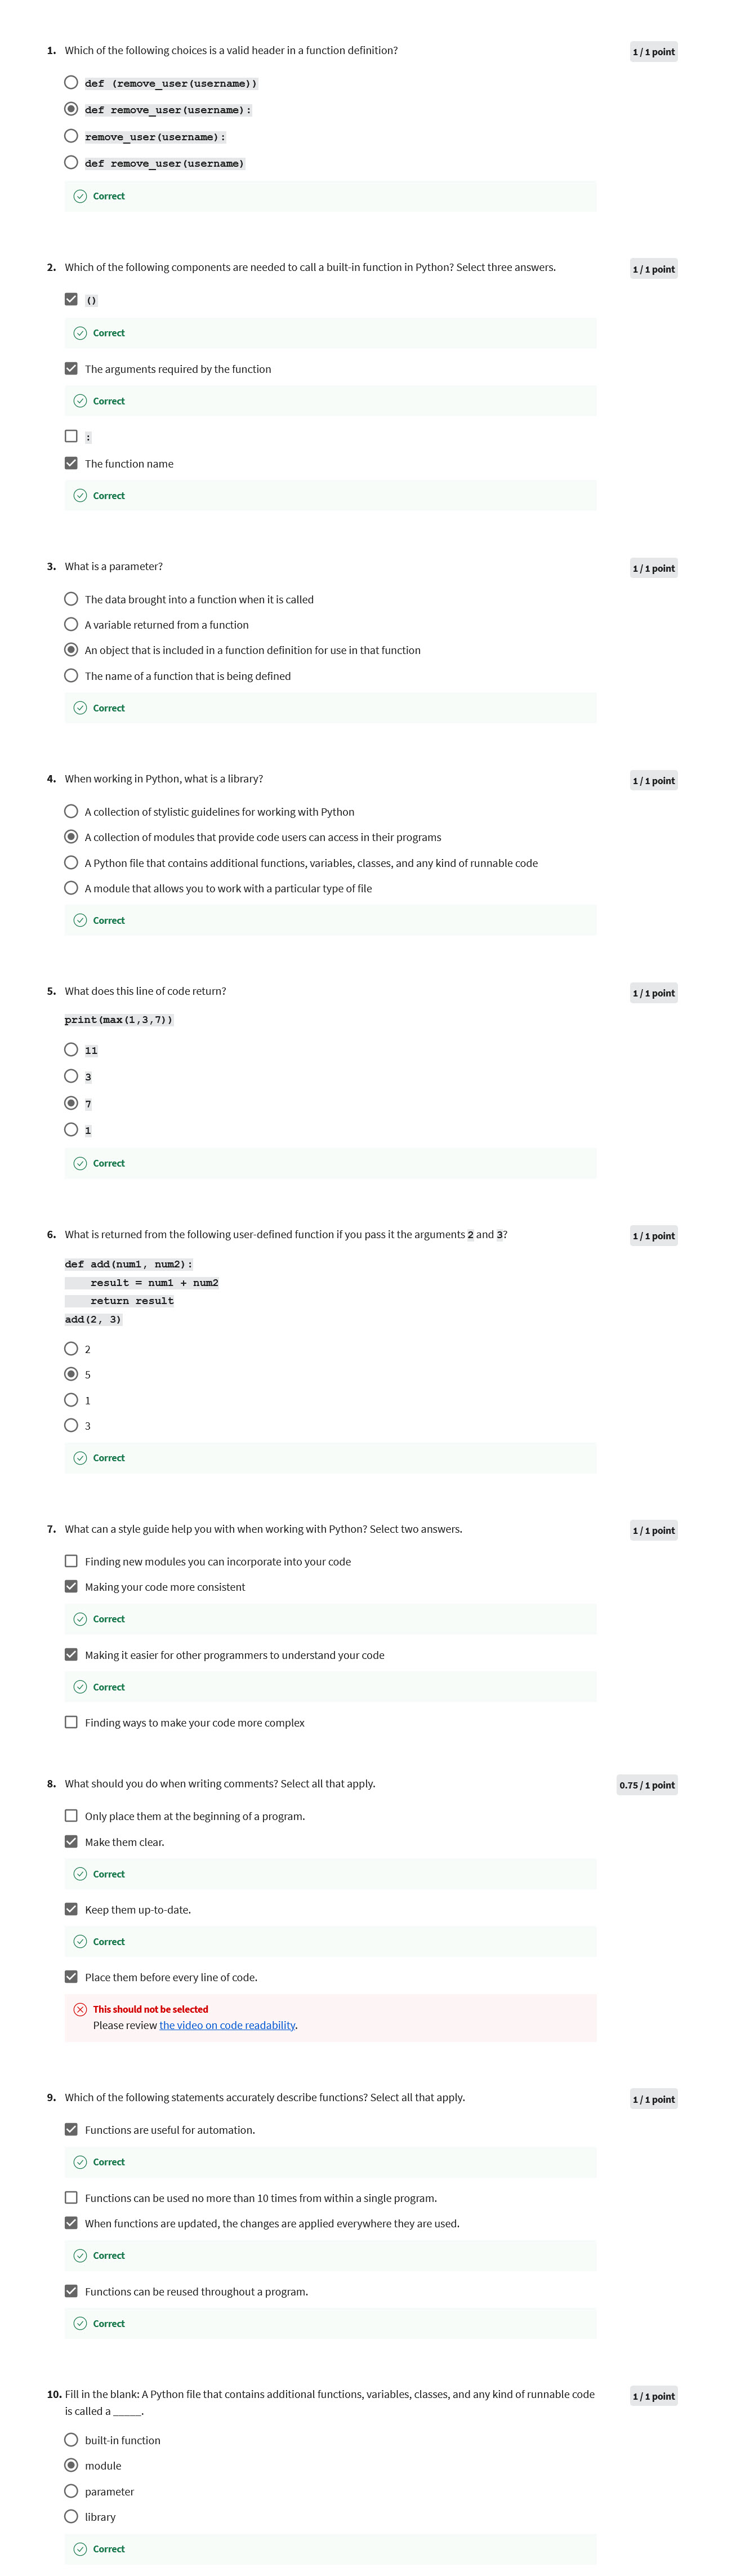 1. Which of the following choices is a valid header in a function definition?
1 / 1 point
def (remove_user(username))
def remove_user(username):
remove_user(username):
def remove_user(username)
Correct
2. Which of the following components are needed to call a built-in function in Python? Select three answers.
1 / 1 point
()
Correct
The arguments required by the function
Correct
:
The function name
Correct
3. What is a parameter?
1 / 1 point
The data brought into a function when it is called
A variable returned from a function
An object that is included in a function definition for use in that function
The name of a function that is being defined
Correct
4. When working in Python, what is a library?
1 / 1 point
A collection of stylistic guidelines for working with Python
A collection of modules that provide code users can access in their programs
A Python file that contains additional functions, variables, classes, and any kind of runnable code
A module that allows you to work with a particular type of file
Correct
5. What does this line of code return?
1 / 1 point
print(max(1,3,7))
11
3
7
1
Correct
6. What is returned from the following user-defined function if you pass it the arguments 2 and 3?
1 / 1 point
def add(num1, num2):
    result = num1 + num2
    return result
add(2, 3)
2
5
1
3
Correct
7. What can a style guide help you with when working with Python? Select two answers.
1 / 1 point
Finding new modules you can incorporate into your code
Making your code more consistent
Correct
Making it easier for other programmers to understand your code
Correct
Finding ways to make your code more complex
8. What should you do when writing comments? Select all that apply.
0.75 / 1 point
Only place them at the beginning of a program.
Make them clear.
Correct
Keep them up-to-date.
Correct
Place them before every line of code.
This should not be selected
Please review the video on code readability.
9. Which of the following statements accurately describe functions? Select all that apply.
1 / 1 point
Functions are useful for automation.
Correct
Functions can be used no more than 10 times from within a single program.
When functions are updated, the changes are applied everywhere they are used.
Correct
Functions can be reused throughout a program.
Correct
10. Fill in the blank: A Python file that contains additional functions, variables, classes, and any kind of runnable code
is called a _____.
1 / 1 point
built-in function
module
parameter
library
Correct